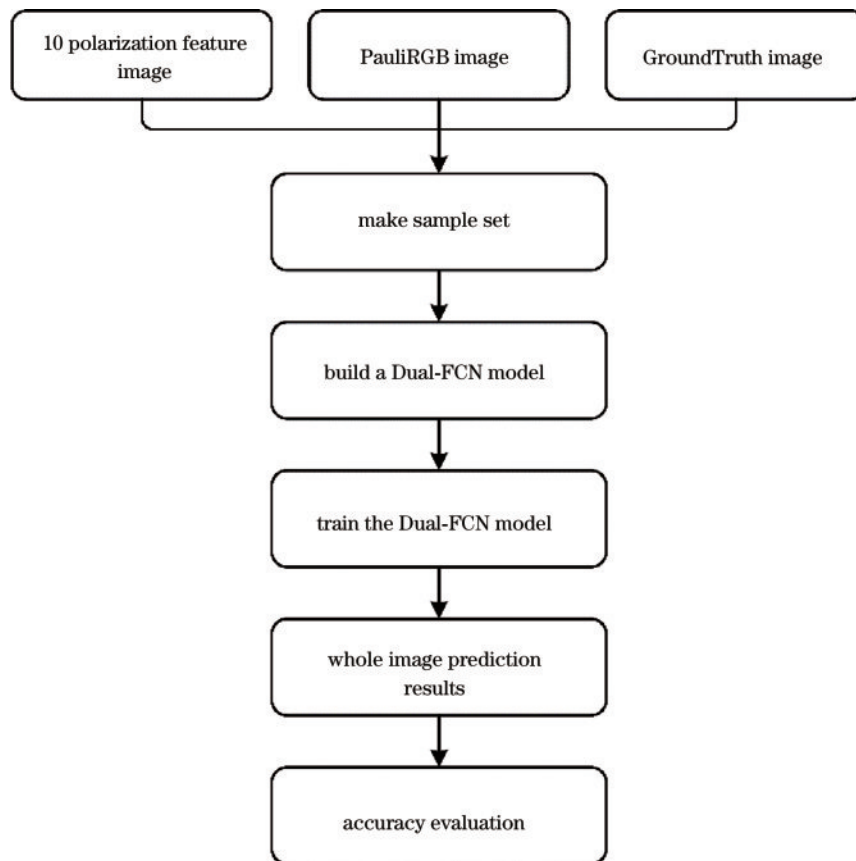 10 polarization feature
image
PauliRGB image
GroundTruth image
make sample set
build a Dual-FCN model
train the Dual-FCN model
whole image prediction
results
accuracy evaluation